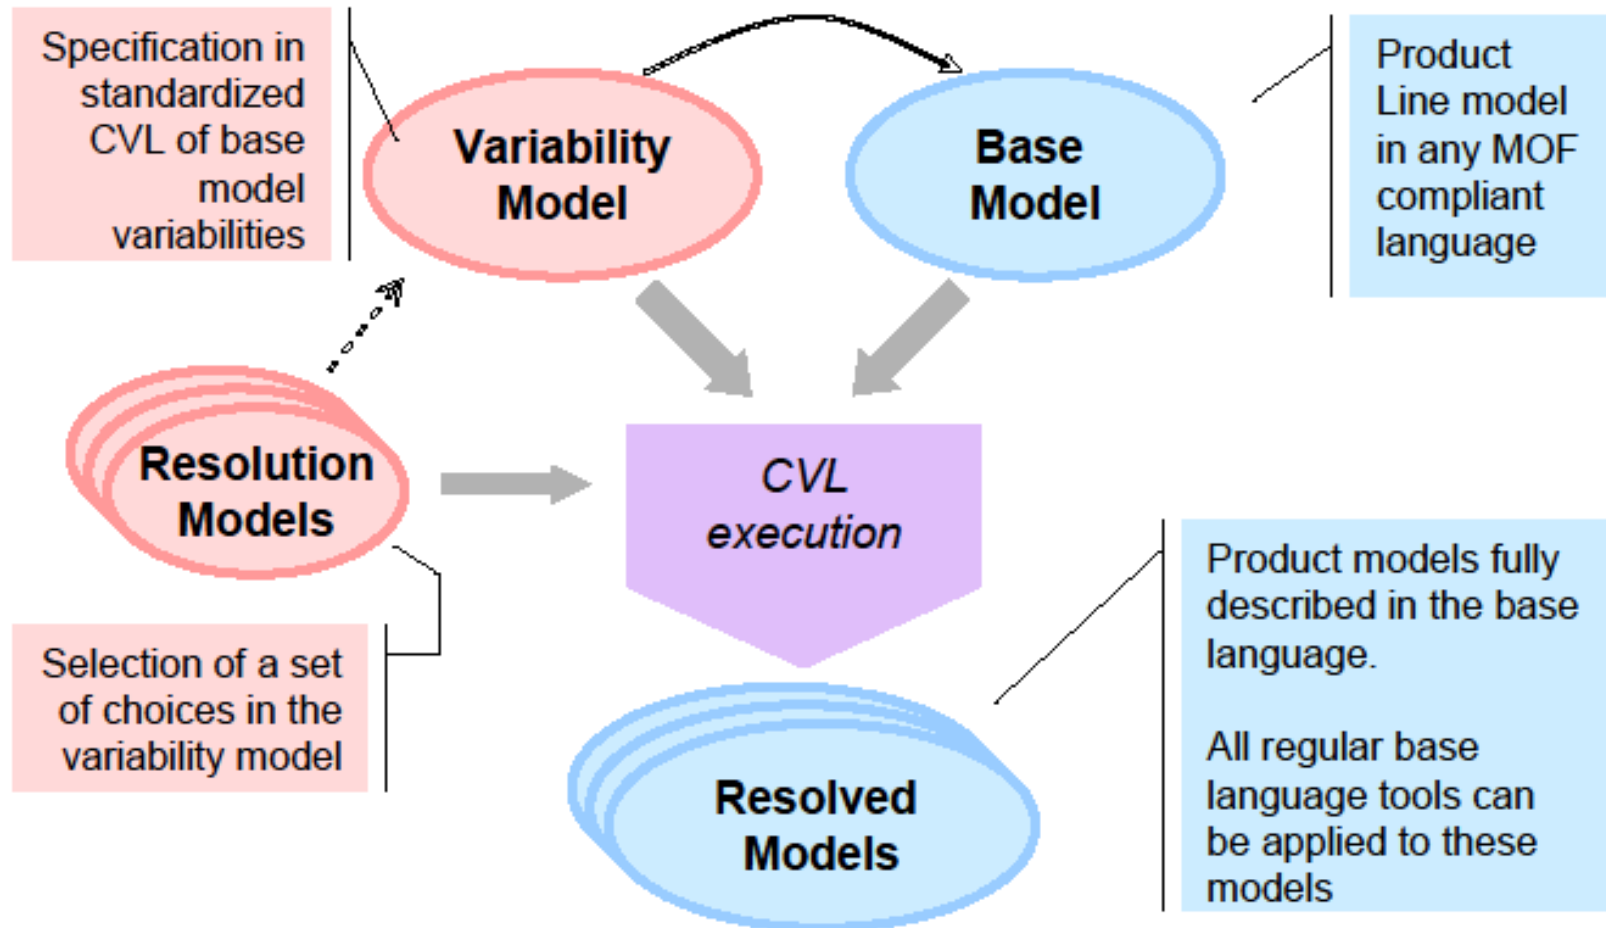 Specification in
standardized
CVL of base
model
variabilities
Variability
Model
Base
Model
Product
Line model
in any MOF
compliant
language
Resolution
Models
CVL
execution
Selection of a set
of choices in the
variability model
Resolved
Models
Product models fully
described in the base
language.
All regular base
language tools can
be applied to these
models